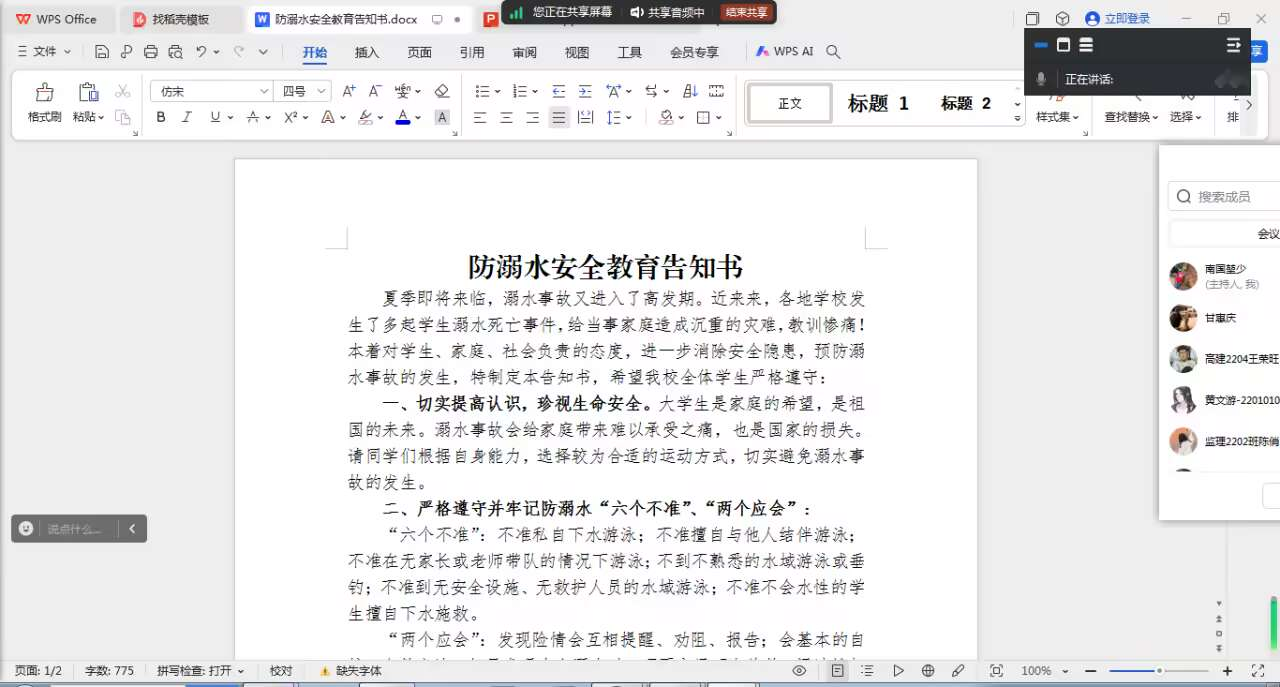 WPS Office
找稻壳模板
防溺水安全教育告知书.docx
您正在共享屏幕
共享音频中
结束共享
立即登录
文件
开始
插入
页面
引用
审阅
视图
工具
会员专享
WPS AI
享
正在讲话:
格式刷
粘贴
仿宋
四号
正文
标题 1
标题 2
样式集
查找替换
选择
排
防溺水安全教育告知书
夏季即将来临，溺水事故又进入了高发期。近来来，各地学校发
生了多起学生溺水死亡事件，给当事家庭造成沉重的灾难，教训惨痛！
本着对学生、家庭、社会负责的态度，进一步消除安全隐患，预防溺
水事故的发生，特制定本告知书，希望我校全体学生严格遵守：
一、切实提高认识，珍视生命安全。大学生是家庭的希望，是祖
国的未来。溺水事故会给家庭带来难以承受之痛，也是国家的损失。
请同学们根据自身能力，选择较为合适的运动方式，切实避免溺水事
故的发生。
二、严格遵守并牢记防溺水“六个不准”、“两个应会”：
“六个不准”：不准私自下水游泳；不准擅自与他人结伴游泳；
不准在无家长或老师带队的情况下游泳；不到不熟悉的水域游泳或垂
钓；不准到无安全设施、无救护人员的水域游泳；不准不会水性的学
生擅自下水施救。
“两个应会”：发现险情会互相提醒、劝阻、报告；会基本的自
搜索成员
会议
南国堃少
(主持人, 我)
甘惠庆
高建2204王荣旺
黄文游-2201010
监理2202班陈俏
说点什么...
页面: 1/2
字数: 775
拼写检查: 打开
校对
缺失字体
100%